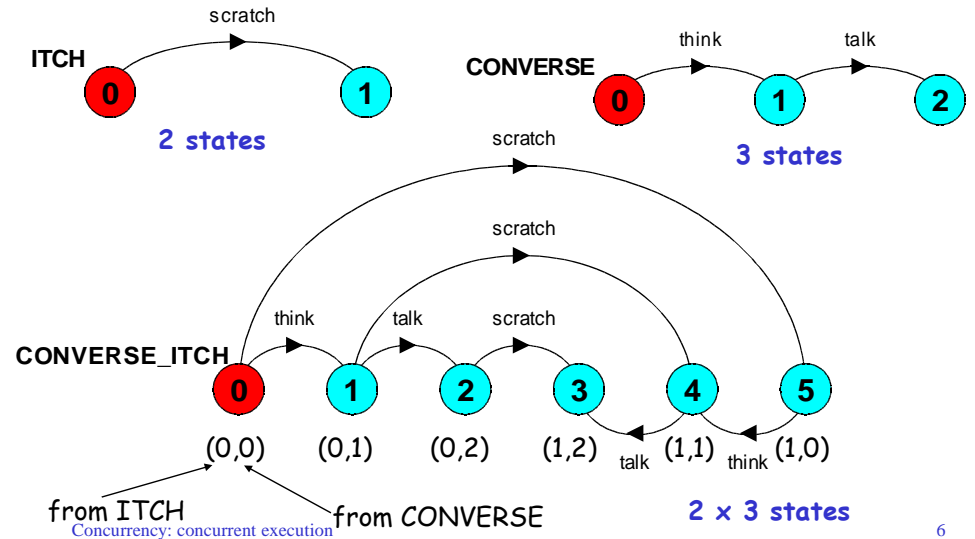 scratch
ITCH
0
1
2 states
think
talk
CONVERSE
0
1
2
3 states
scratch
scratch
think
talk
scratch
CONVERSE_ITCH
0
1
2
3
4
5
(0,0)
(0,1)
(0,2)
(1,2)
talk
(1,1)
think
(1,0)
from ITCH
from CONVERSE
2 x 3 states
Concurrency: concurrent execution
6